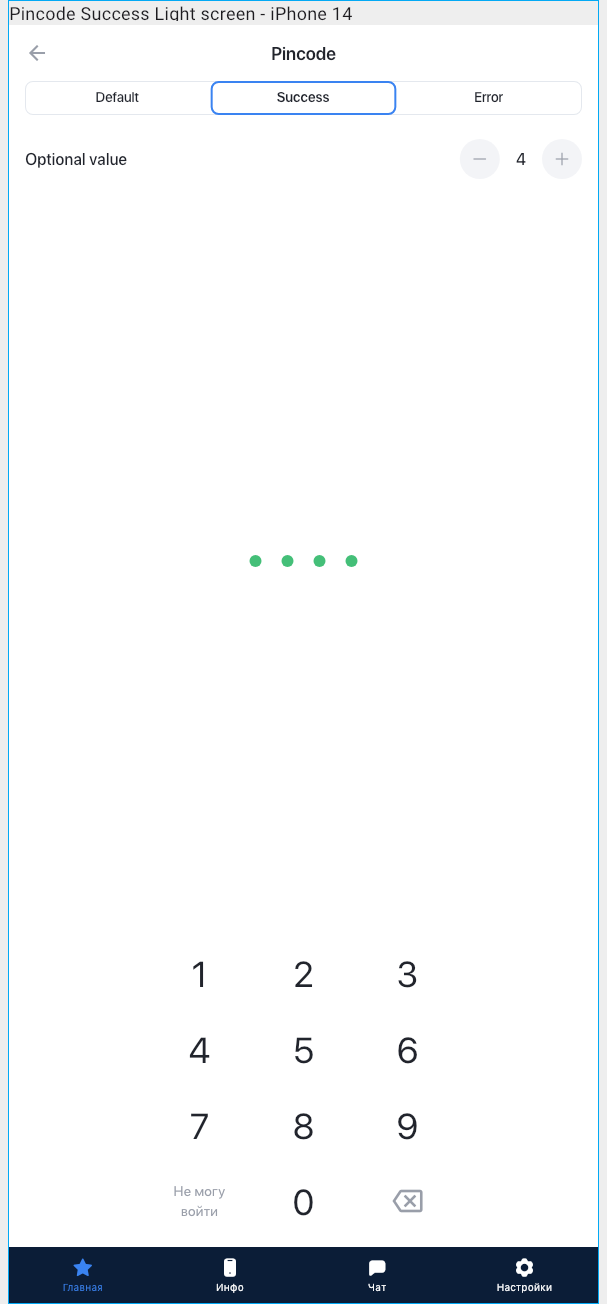 Pincode Success Light screen - iPhone 14
Pincode
Default Success Error
Optional value 4
1 2 3
4 5 6
7 8 9
Не могу
войти
0
Главная Инфо Чат Настройки